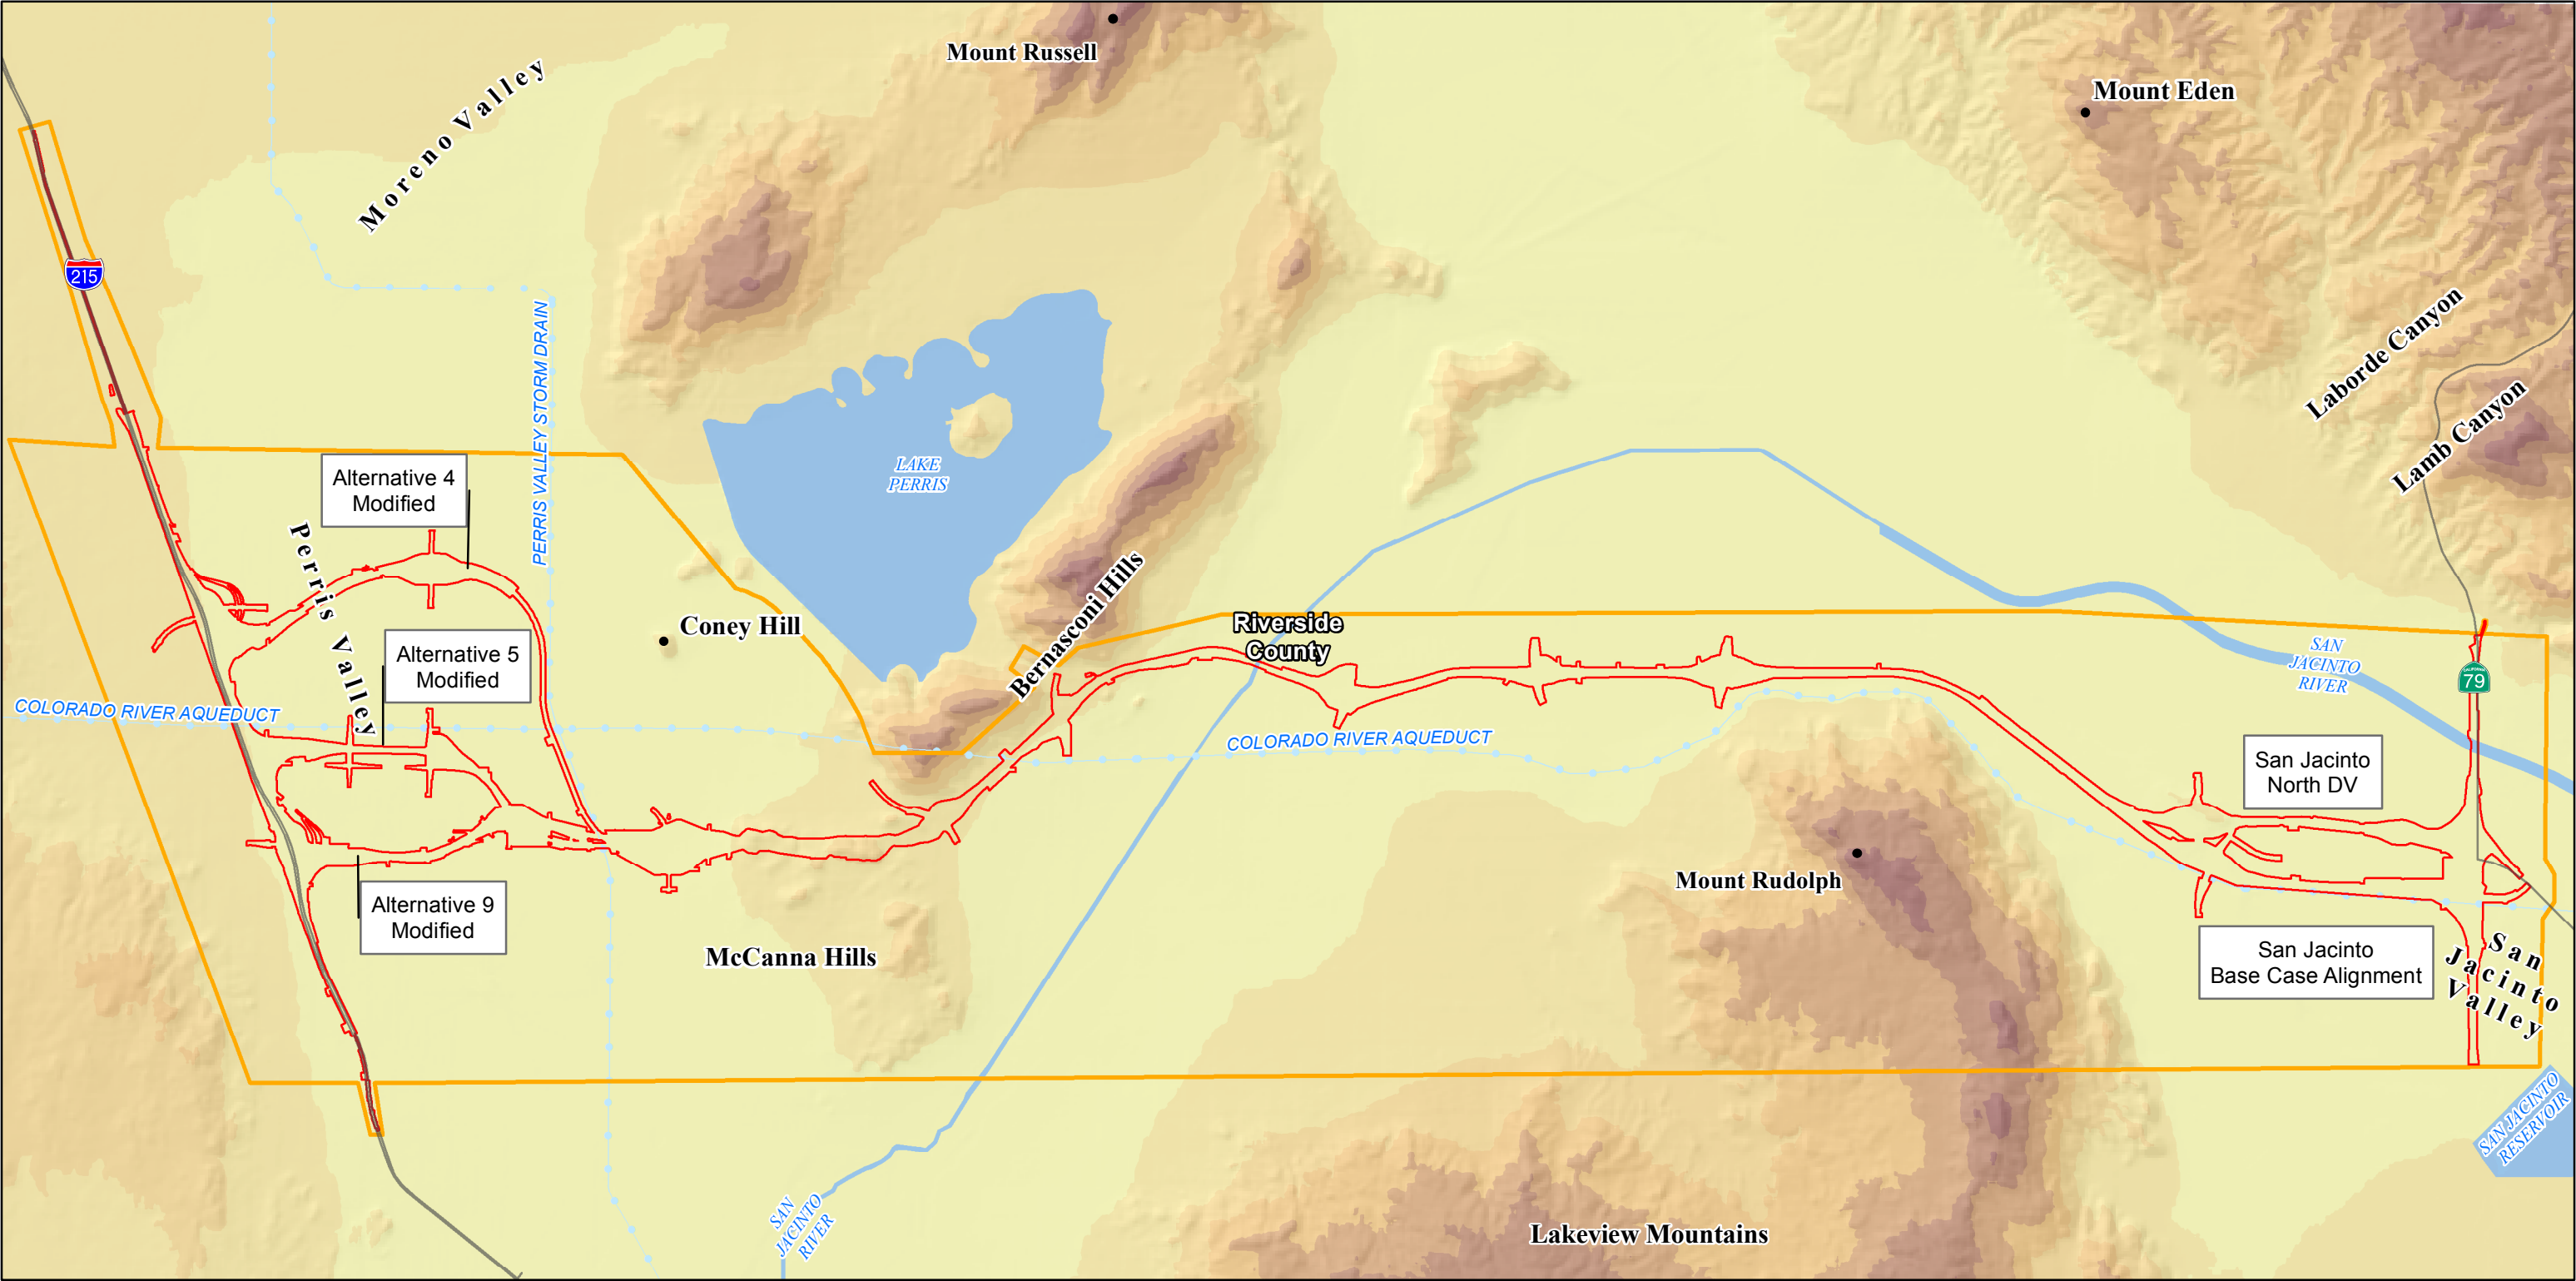 Mount Russell
Mount Eden
Moreno Valley
215
PERRIS VALLEY STORM DRAIN
Laborde Canyon
Lamb Canyon
LAKE
PERRIS
Alternative 4
Modified
Perris Valley
Coney Hill
Bernasconi Hills
Riverside
County
Alternative 5
Modified
SAN
JACINTO
RIVER
CALIFORNIA
79
COLORADO RIVER AQUEDUCT
COLORADO RIVER AQUEDUCT
San Jacinto
North DV
Alternative 9
Modified
Mount Rudolph
McCanna Hills
San Jacinto
Base Case Alignment
San
Jacinto
Valley
SAN JACINTO
RESERVOIR
SAN
JACINTO
RIVER
Lakeview Mountains